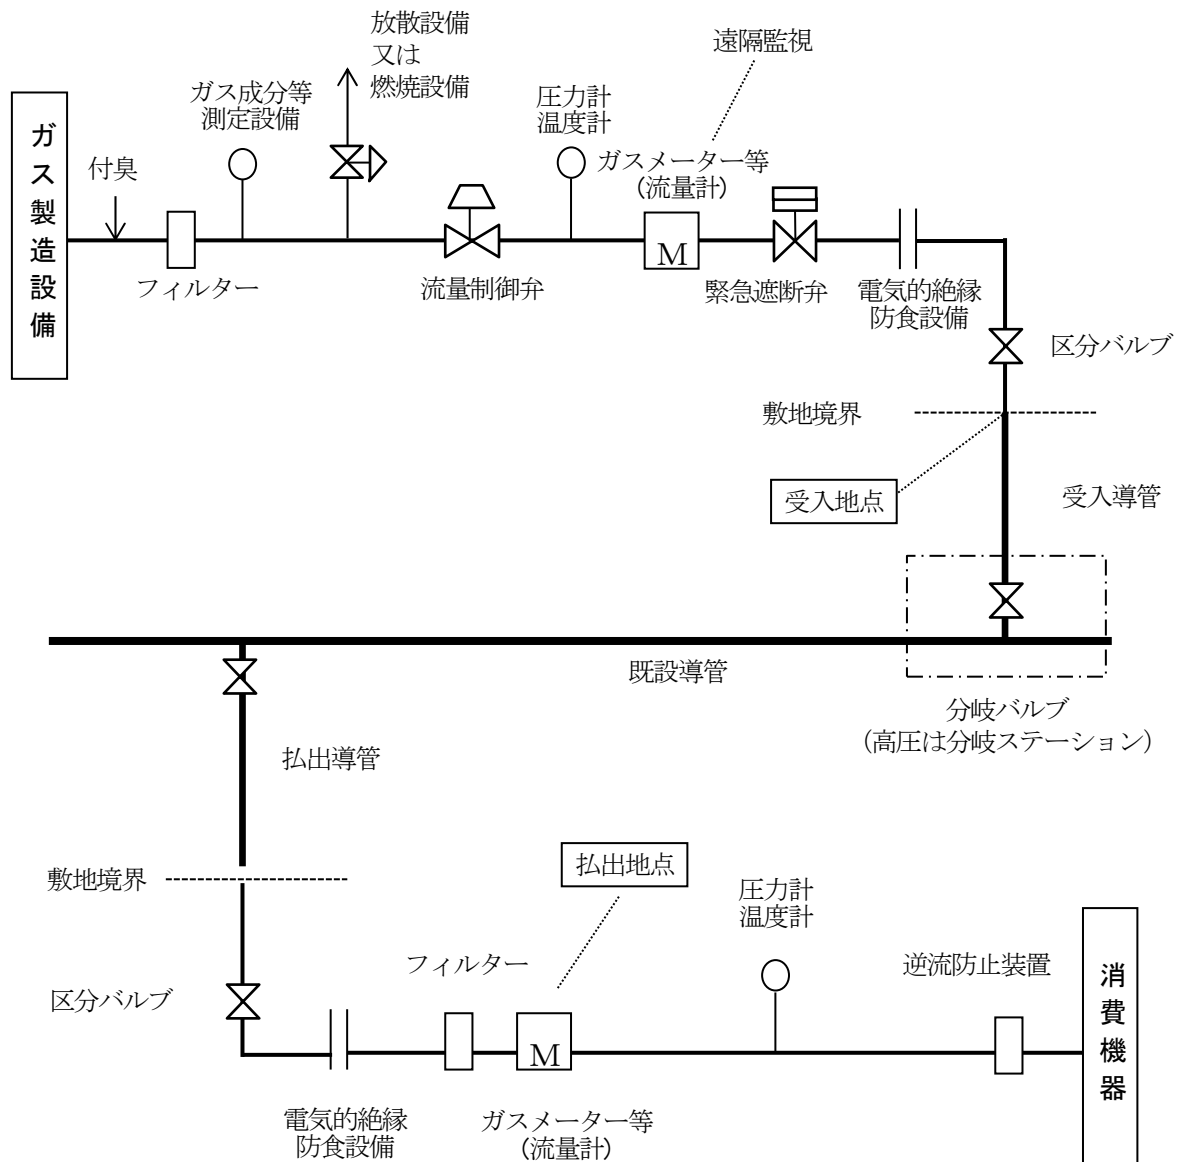 放散設備
又は
燃焼設備
遠隔監視
ガス成分等
測定設備
圧力計
温度計
ガスメーター等
(流量計)
ガス製造設備
付臭
M
フィルター
流量制御弁
緊急遮断弁
電気的絶縁
防食設備
区分バルブ
敷地境界
受入地点
受入導管
既設導管
分岐バルブ
(高圧は分岐ステーション)
払出導管
敷地境界
払出地点
圧力計
温度計
フィルター
逆流防止装置
区分バルブ
M
消費機器
電気的絶縁
防食設備
ガスメーター等
(流量計)